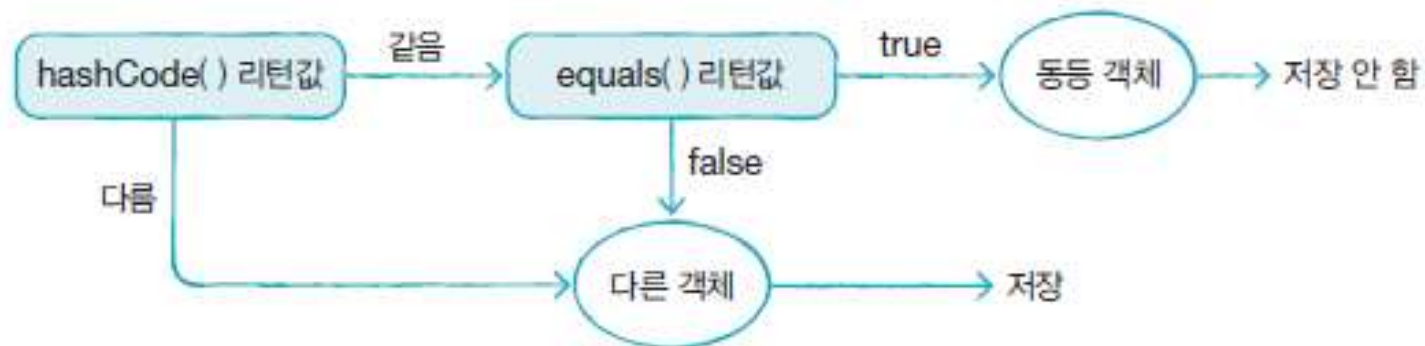 hashCode( ) 리턴값
같음
equals( ) 리턴값
true
동등 객체
저장 안 함
다름
false
다른 객체
저장